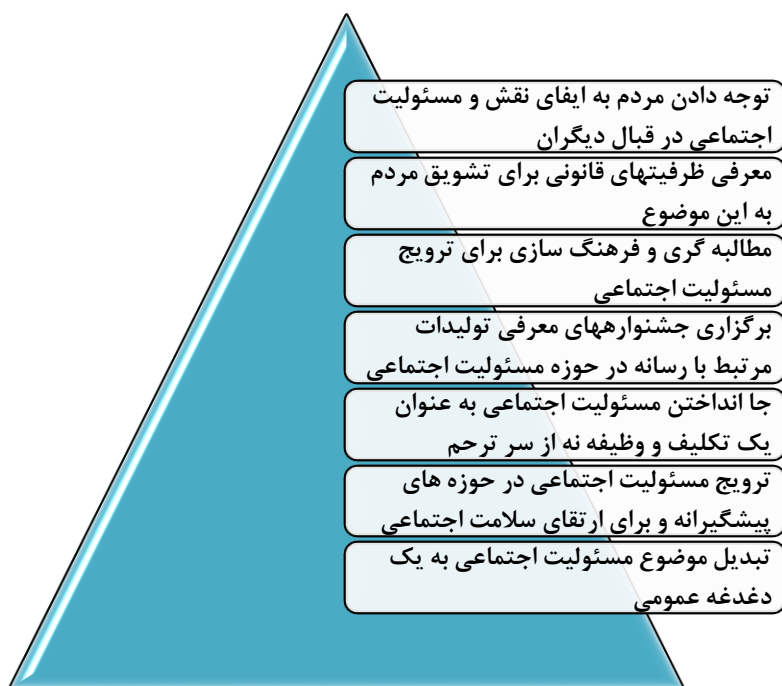 توجه دادن مردم به ایفای نقش و مسئولیت
اجتماعی در قبال دیگران
معرفی ظرفیتهای قانونی برای تشویق مردم
به این موضوع
مطالبه گری و فرهنگ سازی برای ترویج
مسئولیت اجتماعی
برگزاری جشنوارههای معرفی تولیدات
مرتبط با رسانه در حوزه مسئولیت اجتماعی
جا انداختن مسئولیت اجتماعی به عنوان
یک تکلیف و وظیفه نه از سر ترحم
ترویج مسئولیت اجتماعی در حوزه های
پیشگیرانه و برای ارتقای سلامت اجتماعی
تبدیل موضوع مسئولیت اجتماعی به یک
دغدغه عمومی